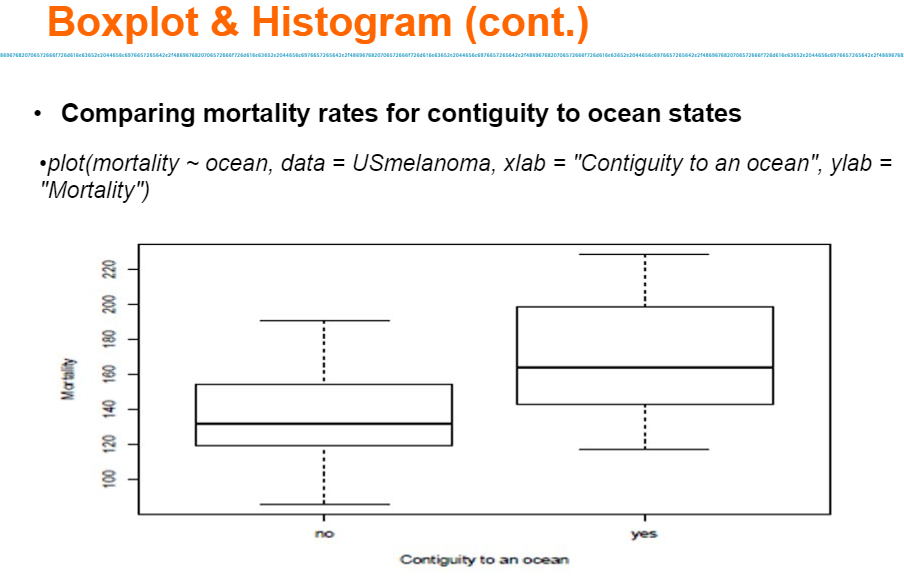 Boxplot & Histogram (cont.)
• Comparing mortality rates for contiguity to ocean states
•plot(mortality ~ ocean, data = USmelanoma, xlab = "Contiguity to an ocean", ylab =
"Mortality")
Mortality
220
200
180
160
140
120
100
no yes
Contiguity to an ocean